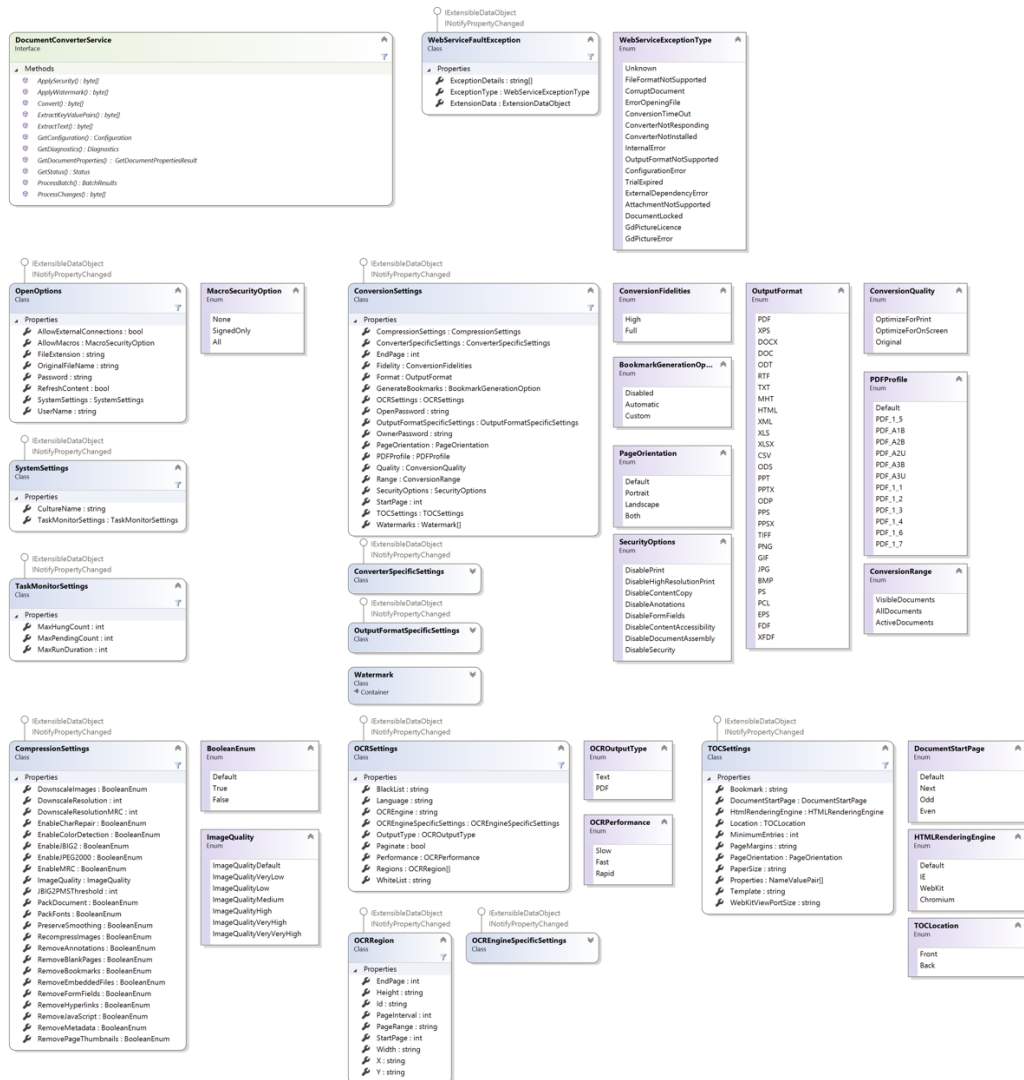 IExtensibleDataObject
INotifyPropertyChanged
DocumentConverterService
Interface
Methods
ApplySecurity() : byte[]
ApplyWatermark() : byte[]
Convert() : byte[]
ExtractKeyValuePairs() : byte[]
ExtractText() : byte[]
GetConfiguration() : Configuration
GetDiagnostics() : Diagnostics
GetDocumentProperties() : GetDocumentPropertiesResult
GetStatus() : Status
ProcessBatch() : BatchResults
ProcessChanges() : byte[]
WebServiceFaultException
Class
Properties
ExceptionDetails : string[]
ExceptionType : WebServiceExceptionType
ExtensionData : ExtensionDataObject
WebServiceExceptionType
Enum
Unknown
FileFormatNotSupported
CorruptDocument
ErrorOpeningFile
ConversionTimeOut
ConverterNotResponding
ConverterNotInstalled
InternalError
OutputFormatNotSupported
ConfigurationError
TrialExpired
ExternalDependencyError
AttachmentNotSupported
DocumentLocked
GdPictureLicence
GdPictureError
IExtensibleDataObject
INotifyPropertyChanged
OpenOptions
Class
Properties
AllowExternalConnections : bool
AllowMacros : MacroSecurityOption
FileExtension : string
OriginalFileName : string
Password : string
RefreshContent : bool
SystemSettings : SystemSettings
UserName : string
MacroSecurityOption
Enum
None
SignedOnly
All
IExtensibleDataObject
INotifyPropertyChanged
SystemSettings
Class
Properties
CultureName : string
TaskMonitorSettings : TaskMonitorSettings
IExtensibleDataObject
INotifyPropertyChanged
TaskMonitorSettings
Class
Properties
MaxHungCount : int
MaxPendingCount : int
MaxRunDuration : int
IExtensibleDataObject
INotifyPropertyChanged
ConversionSettings
Class
Properties
CompressionSettings : CompressionSettings
ConverterSpecificSettings : ConverterSpecificSettings
EndPage : int
Fidelity : ConversionFidelities
Format : OutputFormat
GenerateBookmarks : BookmarkGenerationOption
OCRSettings : OCRSettings
OpenPassword : string
OutputFormatSpecificSettings : OutputFormatSpecificSettings
OwnerPassword : string
PageOrientation : PageOrientation
PDFProfile : PDFProfile
Quality : ConversionQuality
Range : ConversionRange
SecurityOptions : SecurityOptions
StartPage : int
TOCSettings : TOCSettings
Watermarks : Watermark[]
IExtensibleDataObject
INotifyPropertyChanged
ConverterSpecificSettings
Class
IExtensibleDataObject
INotifyPropertyChanged
OutputFormatSpecificSettings
Class
Watermark
Class
Container
ConversionFidelities
Enum
High
Full
BookmarkGenerationOp...
Enum
Disabled
Automatic
Custom
PageOrientation
Enum
Default
Portrait
Landscape
Both
SecurityOptions
Enum
DisablePrint
DisableHighResolutionPrint
DisableContentCopy
DisableAnotations
DisableFormFields
DisableContentAccessibility
DisableDocumentAssembly
DisableSecurity
OutputFormat
Enum
PDF
XPS
DOCX
DOC
ODT
RTF
TXT
MHT
HTML
XML
XLS
XLSX
CSV
ODS
PPT
PPTX
ODP
PPS
PPSX
TIFF
PNG
GIF
JPG
BMP
PS
PCL
EPS
FDF
XFDF
ConversionQuality
Enum
OptimizeForPrint
OptimizeForOnScreen
Original
PDFProfile
Enum
Default
PDF_1_5
PDF_A1B
PDF_A2B
PDF_A2U
PDF_A3B
PDF_A3U
PDF_1_1
PDF_1_2
PDF_1_3
PDF_1_4
PDF_1_6
PDF_1_7
ConversionRange
Enum
VisibleDocuments
AllDocuments
ActiveDocuments
IExtensibleDataObject
INotifyPropertyChanged
CompressionSettings
Class
Properties
DownscaleImages : BooleanEnum
DownscaleResolution : int
DownscaleResolutionMRC : int
EnableCharRepair : BooleanEnum
EnableColorDetection : BooleanEnum
EnableJBIG2 : BooleanEnum
EnableJPEG2000 : BooleanEnum
EnableMRC : BooleanEnum
ImageQuality : ImageQuality
JBIG2PMSThreshold : int
PackDocument : BooleanEnum
PackFonts : BooleanEnum
PreserveSmoothing : BooleanEnum
RecompressImages : BooleanEnum
RemoveAnnotations : BooleanEnum
RemoveBlankPages : BooleanEnum
RemoveBookmarks : BooleanEnum
RemoveEmbeddedFiles : BooleanEnum
RemoveFormFields : BooleanEnum
RemoveHyperlinks : BooleanEnum
RemoveJavaScript : BooleanEnum
RemoveMetadata : BooleanEnum
RemovePageThumbnails : BooleanEnum
BooleanEnum
Enum
Default
True
False
ImageQuality
Enum
ImageQualityDefault
ImageQualityVeryLow
ImageQualityLow
ImageQualityMedium
ImageQualityHigh
ImageQualityVeryHigh
ImageQualityVeryVeryHigh
IExtensibleDataObject
INotifyPropertyChanged
OCRSettings
Class
Properties
BlackList : string
Language : string
OCREngine : string
OCREngineSpecificSettings : OCREngineSpecificSettings
OutputType : OCROutputType
Paginate : bool
Performance : OCRPerformance
Regions : OCRRegion[]
WhiteList : string
OCROutputType
Enum
Text
PDF
OCRPerformance
Enum
Slow
Fast
Rapid
IExtensibleDataObject
INotifyPropertyChanged
OCRRegion
Class
Properties
EndPage : int
Height : string
Id : string
PageInterval : int
PageRange : string
StartPage : int
Width : string
X : string
Y : string
IExtensibleDataObject
INotifyPropertyChanged
OCREngineSpecificSettings
Class
IExtensibleDataObject
INotifyPropertyChanged
TOCSettings
Class
Properties
Bookmark : string
DocumentStartPage : DocumentStartPage
HtmlRenderingEngine : HTMLRenderingEngine
Location : TOCLocation
MinimumEntries : int
PageMargins : string
PageOrientation : PageOrientation
PaperSize : string
Properties : NameValuePair[]
Template : string
WebKitViewPortSize : string
DocumentStartPage
Enum
Default
Next
Odd
Even
HTMLRenderingEngine
Enum
Default
IE
WebKit
Chromium
TOCLocation
Enum
Front
Back